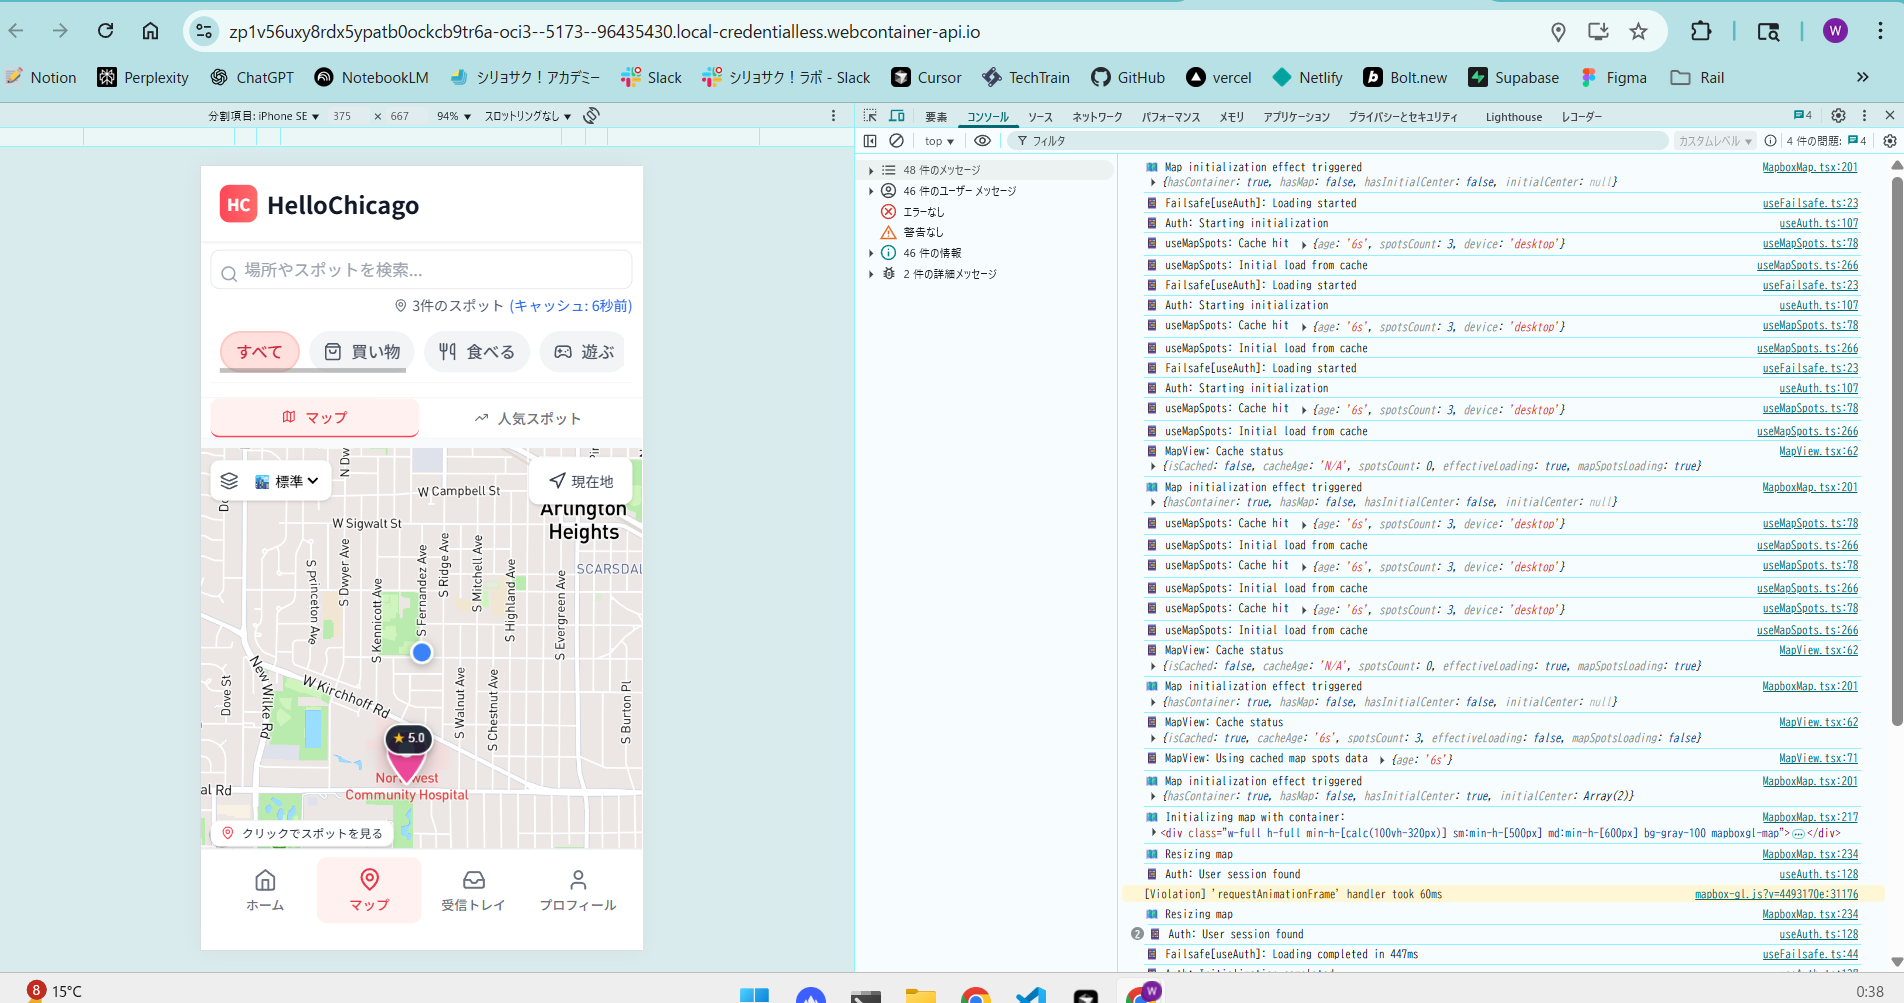 zp1v56uxy8rdx5ypatb0ockcb9tr6a-oci3--5173--96435430.local-credentialless.webcontainer-api.io
W
Notion Perplexity ChatGPT NotebookLM シリョサク！アカデミー Slack シリョサク！ラボ - Slack Cursor TechTrain GitHub vercel Netlify Bolt.new Supabase Figma Rail »
分割項目: iPhone SE ▼ 375 × 667 94% ▼ スロットリングなし ▼
要素 コンソール ソース ネットワーク パフォーマンス メモリ アプリケーション プライバシーとセキュリティ Lighthouse レコーダー 4
top ▼ フィルタ カスタムレベル ▼ 4 件の問題: 4
48 件のメッセージ
46 件のユーザー メッセージ
エラーなし
警告なし
46 件の情報
2 件の詳細メッセージ
HC HelloChicago
場所やスポットを検索...
3件のスポット (キャッシュ: 6秒前)
すべて 買い物 食べる 遊ぶ
マップ 人気スポット
標準 現在地
N Dw
W Campbell St
W Sigwalt St
Arlington
Heights
SCARSDAL
S Princeton Ave
S Dwyer Ave
S Kennicott Ave
S Fernandez Ave
S Ridge Ave
S Mitchell Ave
S Highland Ave
S Evergreen Ave
New Wilke Rd
W Kirchhoff Rd
Dove St
S Walnut Ave
S Chestnut Ave
S Burton Pl
★ 5.0
Northwest
Community Hospital
al Rd
クリックでスポットを見る
ホーム マップ 受信トレイ プロフィール
Map initialization effect triggered MapboxMap.tsx:201
{hasContainer: true, hasMap: false, hasInitialCenter: false, initialCenter: null}
Failsafe[useAuth]: Loading started useFailsafe.ts:23
Auth: Starting initialization useAuth.ts:107
useMapSpots: Cache hit {age: '6s', spotsCount: 3, device: 'desktop'} useMapSpots.ts:78
useMapSpots: Initial load from cache useMapSpots.ts:266
Failsafe[useAuth]: Loading started useFailsafe.ts:23
Auth: Starting initialization useAuth.ts:107
useMapSpots: Cache hit {age: '6s', spotsCount: 3, device: 'desktop'} useMapSpots.ts:78
useMapSpots: Initial load from cache useMapSpots.ts:266
Failsafe[useAuth]: Loading started useFailsafe.ts:23
Auth: Starting initialization useAuth.ts:107
useMapSpots: Cache hit {age: '6s', spotsCount: 3, device: 'desktop'} useMapSpots.ts:78
useMapSpots: Initial load from cache useMapSpots.ts:266
MapView: Cache status MapView.tsx:62
{isCached: false, cacheAge: 'N/A', spotsCount: 0, effectiveLoading: true, mapSpotsLoading: true}
Map initialization effect triggered MapboxMap.tsx:201
{hasContainer: true, hasMap: false, hasInitialCenter: false, initialCenter: null}
useMapSpots: Cache hit {age: '6s', spotsCount: 3, device: 'desktop'} useMapSpots.ts:78
useMapSpots: Initial load from cache useMapSpots.ts:266
useMapSpots: Cache hit {age: '6s', spotsCount: 3, device: 'desktop'} useMapSpots.ts:78
useMapSpots: Initial load from cache useMapSpots.ts:266
useMapSpots: Cache hit {age: '6s', spotsCount: 3, device: 'desktop'} useMapSpots.ts:78
useMapSpots: Initial load from cache useMapSpots.ts:266
MapView: Cache status MapView.tsx:62
{isCached: false, cacheAge: 'N/A', spotsCount: 0, effectiveLoading: true, mapSpotsLoading: true}
Map initialization effect triggered MapboxMap.tsx:201
{hasContainer: true, hasMap: false, hasInitialCenter: false, initialCenter: null}
MapView: Cache status MapView.tsx:62
{isCached: true, cacheAge: '6s', spotsCount: 3, effectiveLoading: false, mapSpotsLoading: false}
MapView: Using cached map spots data {age: '6s'} MapView.tsx:71
Map initialization effect triggered MapboxMap.tsx:201
{hasContainer: true, hasMap: false, hasInitialCenter: true, initialCenter: Array(2)}
Initializing map with container: MapboxMap.tsx:217
<div class="w-full h-full min-h-[calc(100vh-320px)] sm:min-h-[500px] md:min-h-[600px] bg-gray-100 mapboxgl-map">…</div>
Resizing map MapboxMap.tsx:234
Auth: User session found useAuth.ts:128
[Violation] 'requestAnimationFrame' handler took 60ms mapbox-gl.js?v=4493170e:31176
Resizing map MapboxMap.tsx:234
2 Auth: User session found useAuth.ts:128
Failsafe[useAuth]: Loading completed in 447ms useFailsafe.ts:44
8 15°C
W
0:38